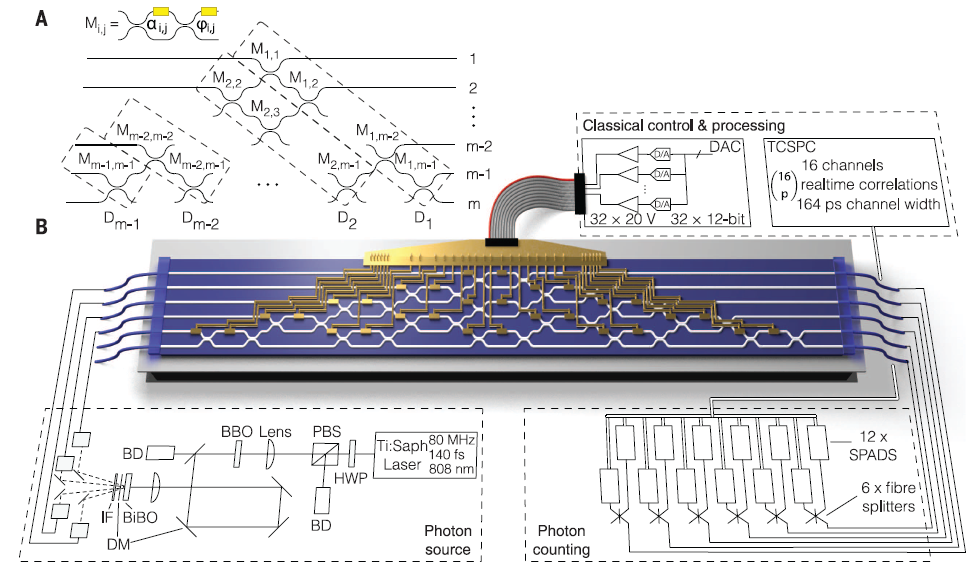 A
M i,j =
α i,j
φ i,j
M 1,1
1
M 2,2
M 1,2
2
M 2,3
⋮
M m-2,m-2
M 1,m-2
m-2
M m-1,m-1
M m-2,m-1
...
M 2,m-1
M 1,m-1
m-1
m
D m-1
D m-2
D 2
D 1
Classical control & processing
DAC
D/A
D/A
⋮
D/A
32 × 20 V
32 × 12-bit
TCSPC
16 channels
(16 p) realtime correlations
164 ps channel width
B
BBO
Lens
PBS
BD
Ti:Saph
Laser
80 MHz
140 fs
808 nm
HWP
IF
BiBO
BD
DM
Photon
source
12 x
SPADS
6 x fibre
splitters
Photon
counting